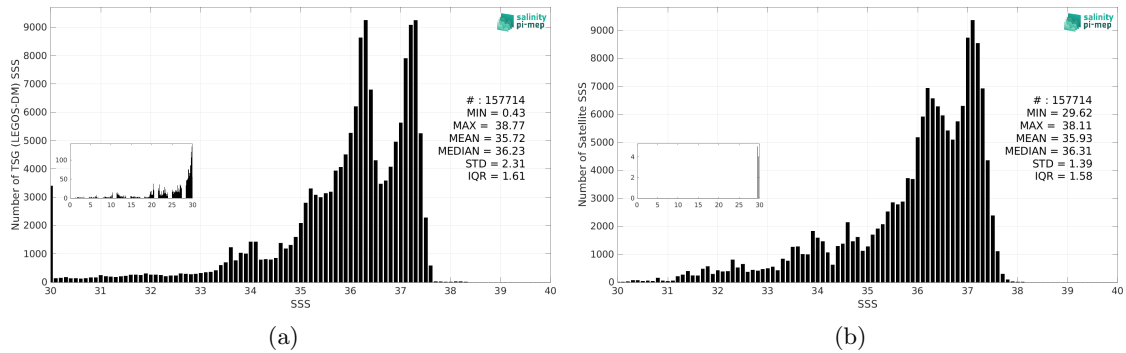 salinity
pi-mep
Number of TSG (LEGOS-DM) SSS
9000
8000
7000
6000
5000
4000
3000
2000
1000
0
# : 157714
MIN = 0.43
MAX = 38.77
MEAN = 35.72
MEDIAN = 36.23
STD = 2.31
IQR = 1.61
100
50
0
0 5 10 15 20 25 30
30 31 32 33 34 35 36 37 38 39 40
SSS
(a)
salinity
pi-mep
Number of Satellite SSS
9000
8000
7000
6000
5000
4000
3000
2000
1000
0
# : 157714
MIN = 29.62
MAX = 38.11
MEAN = 35.93
MEDIAN = 36.31
STD = 1.39
IQR = 1.58
4
2
0
0 5 10 15 20 25 30
30 31 32 33 34 35 36 37 38 39 40
SSS
(b)